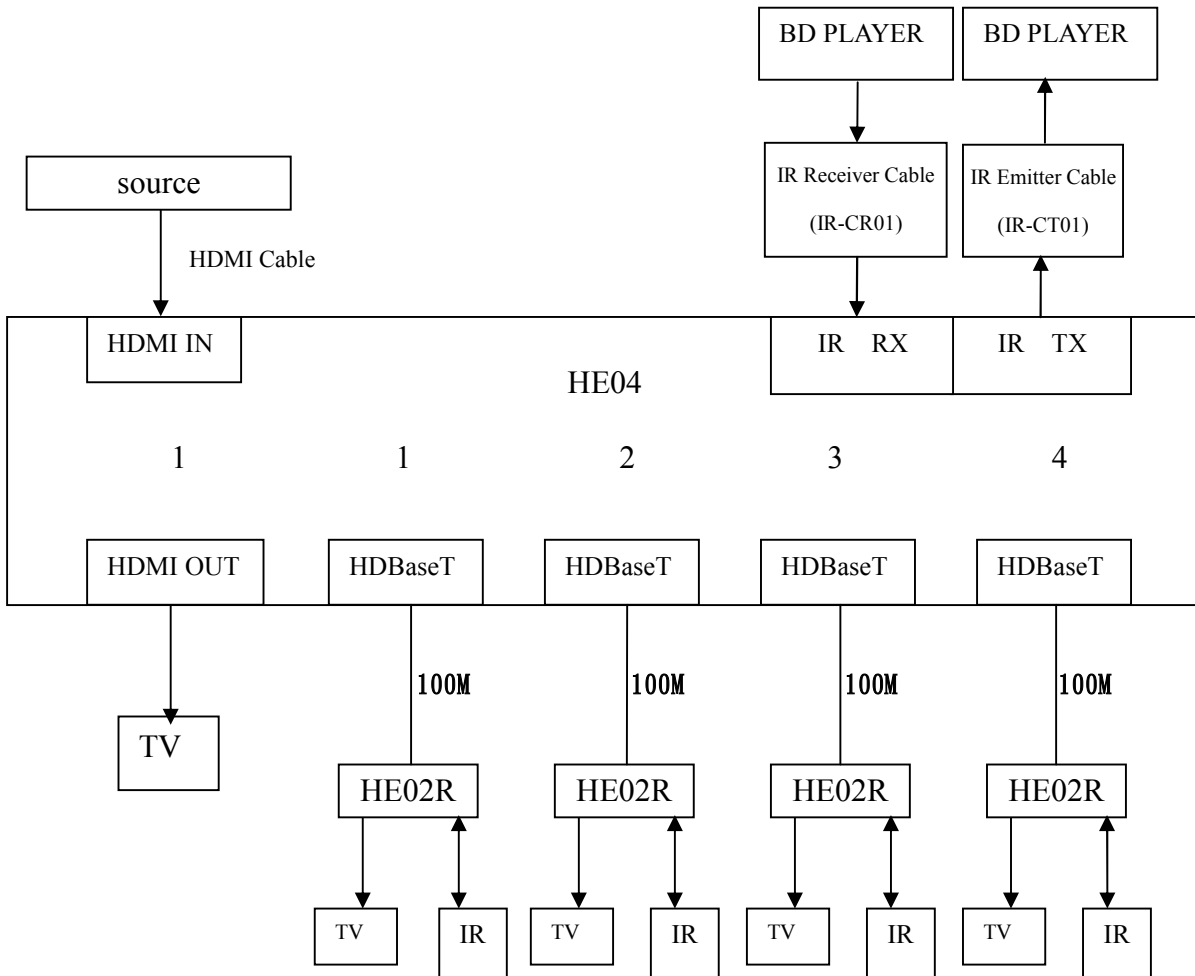 BD PLAYER
BD PLAYER
source
IR Receiver Cable
(IR-CR01)
IR Emitter Cable
(IR-CT01)
HDMI Cable
HDMI IN
IR RX
IR TX
HE04
1
1
2
3
4
HDMI OUT
HDBaseT
HDBaseT
HDBaseT
HDBaseT
100M
100M
100M
100M
TV
HE02R
HE02R
HE02R
HE02R
TV
IR
TV
IR
TV
IR
TV
IR